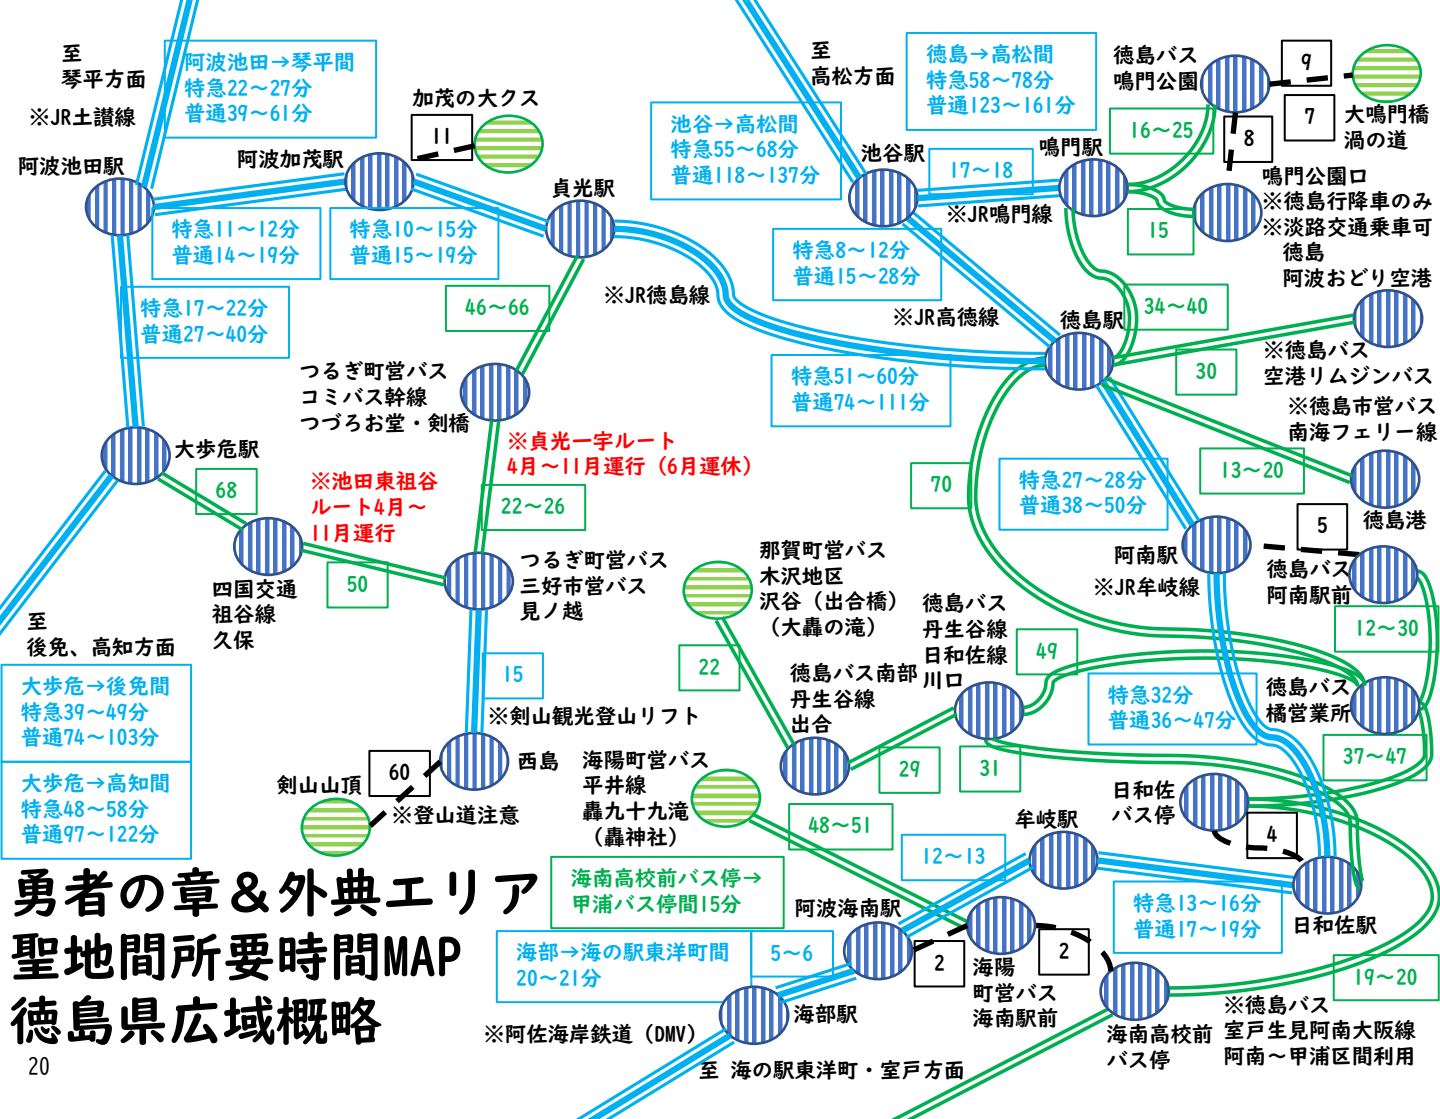 至
琴平方面
※JR土讃線
阿波池田→琴平間
特急22～27分
普通39～61分
加茂の大クス
11
阿波池田駅
阿波加茂駅
貞光駅
特急11～12分
普通14～19分
特急10～15分
普通15～19分
特急17～22分
普通27～40分
46～66
※JR徳島線
至
高松方面
徳島→高松間
特急58～78分
普通123～161分
池谷→高松間
特急55～68分
普通118～137分
池谷駅
17～18
※JR鳴門線
鳴門駅
徳島バス
鳴門公園
9
7
8
大鳴門橋
渦の道
16～25
15
鳴門公園口
※徳島行降車のみ
※淡路交通乗車可
徳島
阿波おどり空港
特急8～12分
普通15～28分
※JR高徳線
徳島駅
34～40
30
※徳島バス
空港リムジンバス
※徳島市営バス
南海フェリー線
13～20
徳島港
特急51～60分
普通74～111分
つるぎ町営バス
コミバス幹線
つづろお堂・剣橋
※貞光一宇ルート
4月～11月運行（6月運休）
22～26
大歩危駅
68
※池田東祖谷
ルート4月～
11月運行
50
四国交通
祖谷線
久保
つるぎ町営バス
三好市営バス
見ノ越
15
※剣山観光登山リフト
西島
60
剣山山頂
※登山道注意
至
後免、高知方面
大歩危→後免間
特急39～49分
普通74～103分
大歩危→高知間
特急48～58分
普通97～122分
70
特急27～28分
普通38～50分
阿南駅
※JR牟岐線
5
徳島バス
阿南駅前
12～30
那賀町営バス
木沢地区
沢谷（出合橋）
（大轟の滝）
22
徳島バス
丹生谷線
日和佐線
川口
49
徳島バス南部
丹生谷線
出合
29
31
特急32分
普通36～47分
徳島バス
橘営業所
37～47
日和佐
バス停
4
海陽町営バス
平井線
轟九十九滝
（轟神社）
48～51
牟岐駅
12～13
特急13～16分
普通17～19分
日和佐駅
海南高校前バス停→
甲浦バス停間15分
阿波海南駅
海部→海の駅東洋町間
20～21分
5～6
2
2
海陽
町営バス
海南駅前
海部駅
※阿佐海岸鉄道（DMV）
至 海の駅東洋町・室戸方面
海南高校前
バス停
19～20
※徳島バス
室戸生見阿南大阪線
阿南～甲浦区間利用
勇者の章＆外典エリア
聖地間所要時間MAP
徳島県広域概略
20